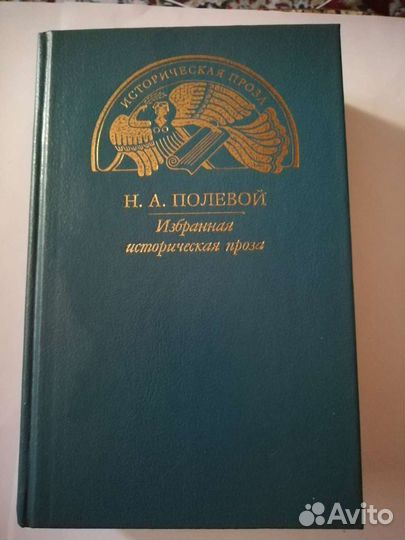 ИСТОРИЧЕСКАЯ ПРОЗА
Н. А. ПОЛЕВОЙ
Избранная
историческая проза
Avito